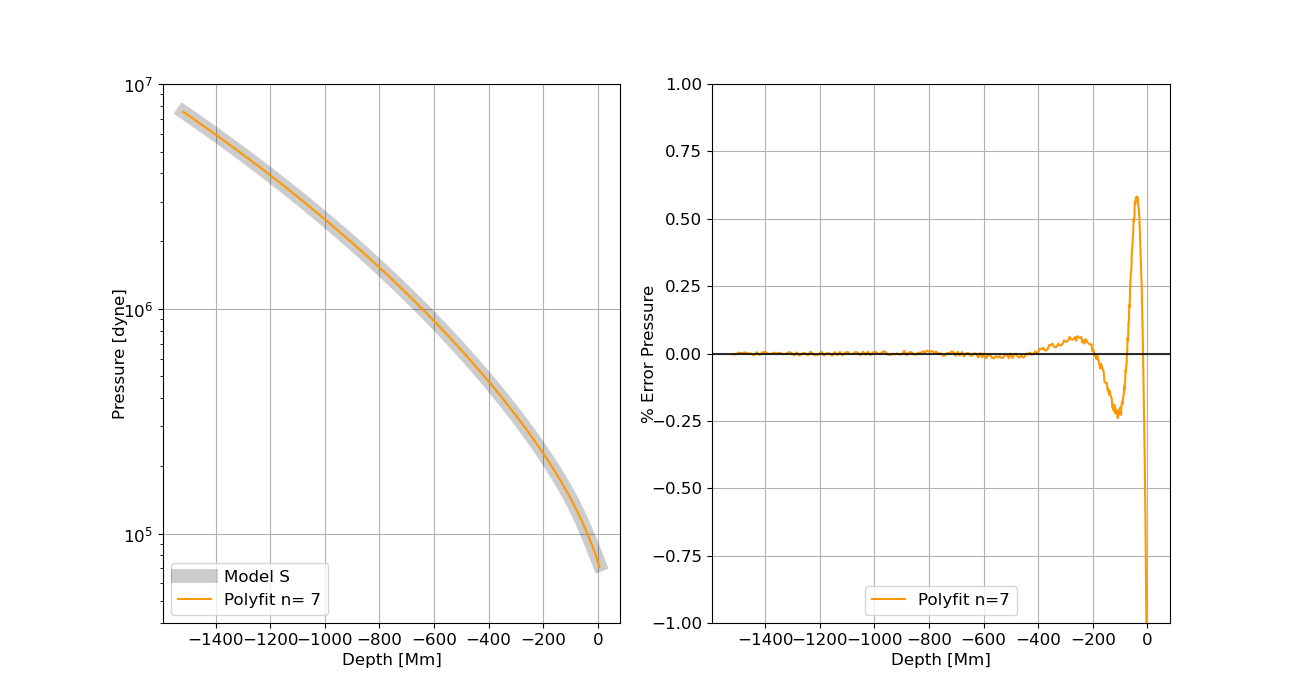 10^7
10^6
10^5
Pressure [dyne]
Model S
Polyfit n= 7
−1400 −1200 −1000 −800 −600 −400 −200 0
Depth [Mm]
1.00
0.75
0.50
0.25
0.00
−0.25
−0.50
−0.75
−1.00
% Error Pressure
Polyfit n=7
−1400 −1200 −1000 −800 −600 −400 −200 0
Depth [Mm]